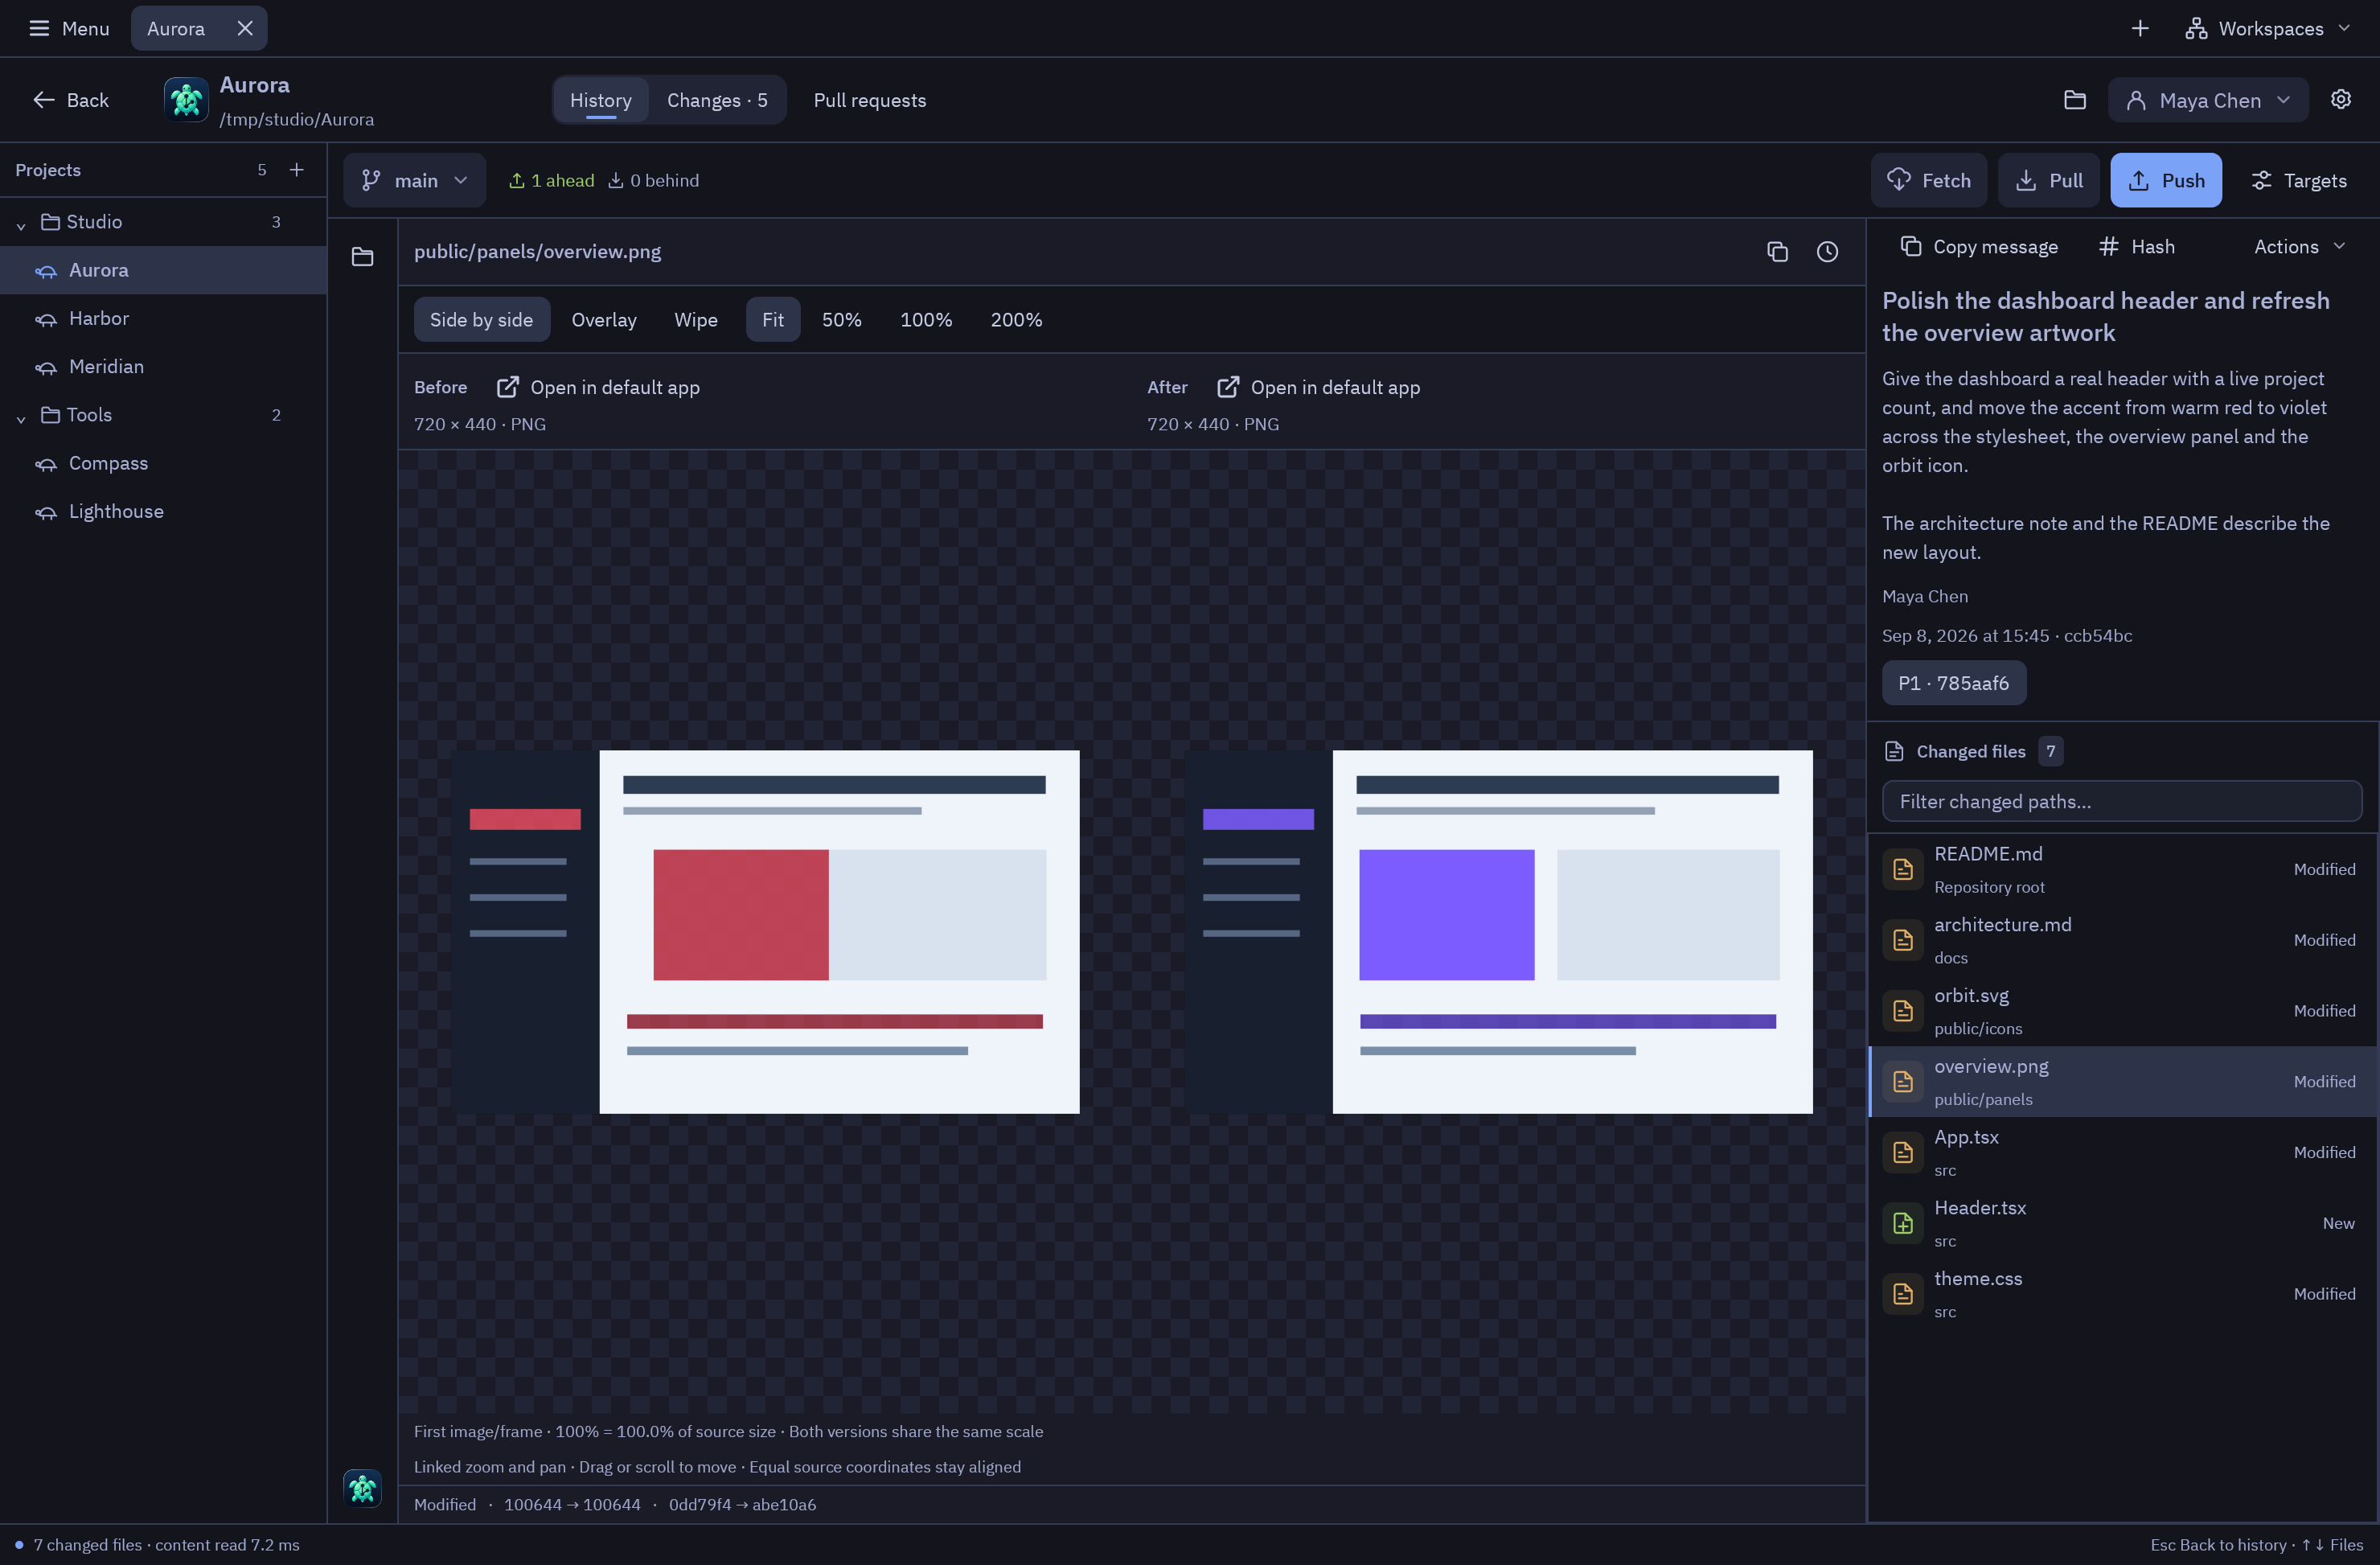 Menu
Aurora
Workspaces
Back
Aurora
/tmp/studio/Aurora
History
Changes · 5
Pull requests
Maya Chen
Projects
5
main
1 ahead
0 behind
Fetch
Pull
Push
Targets
Studio
3
Aurora
Harbor
Meridian
Tools
2
Compass
Lighthouse
public/panels/overview.png
Side by side
Overlay
Wipe
Fit
50%
100%
200%
Before
Open in default app
720 × 440 · PNG
After
Open in default app
720 × 440 · PNG
First image/frame · 100% = 100.0% of source size · Both versions share the same scale
Linked zoom and pan · Drag or scroll to move · Equal source coordinates stay aligned
Modified · 100644 → 100644 · 0dd79f4 → abe10a6
Copy message
Hash
Actions
Polish the dashboard header and refresh
the overview artwork
Give the dashboard a real header with a live project
count, and move the accent from warm red to violet
across the stylesheet, the overview panel and the
orbit icon.
The architecture note and the README describe the
new layout.
Maya Chen
Sep 8, 2026 at 15:45 · ccb54bc
P1 · 785aaf6
Changed files
7
Filter changed paths...
README.md
Repository root
Modified
architecture.md
docs
Modified
orbit.svg
public/icons
Modified
overview.png
public/panels
Modified
App.tsx
src
Modified
Header.tsx
src
New
theme.css
src
Modified
7 changed files · content read 7.2 ms
Esc Back to history · ↑↓ Files